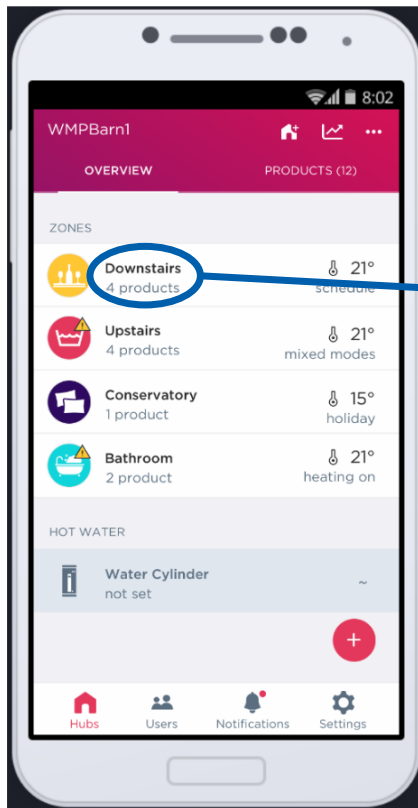 8:02
WMPBarn1
OVERVIEW PRODUCTS (12)
ZONES
Downstairs 21°
4 products schedule
Upstairs 21°
4 products mixed modes
Conservatory 15°
1 product holiday
Bathroom 21°
2 product heating on
HOT WATER
Water Cylinder ~
not set
+
Hubs Users Notifications Settings